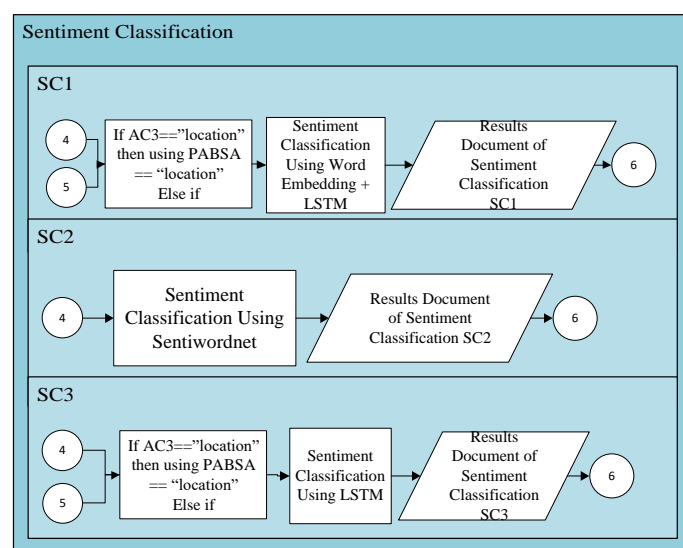 Sentiment Classification
SC1
4
5
If AC3==”location”
then using PABSA
== “location”
Else if
Sentiment
Classification
Using Word
Embedding +
LSTM
Results
Document of
Sentiment
Classification
SC1
6
SC2
4
Sentiment
Classification Using
Sentiwordnet
Results Document
of Sentiment
Classification SC2
6
SC3
4
5
If AC3==”location”
then using PABSA
== “location”
Else if
Sentiment
Classification
Using LSTM
Results
Document of
Sentiment
Classification
SC3
6